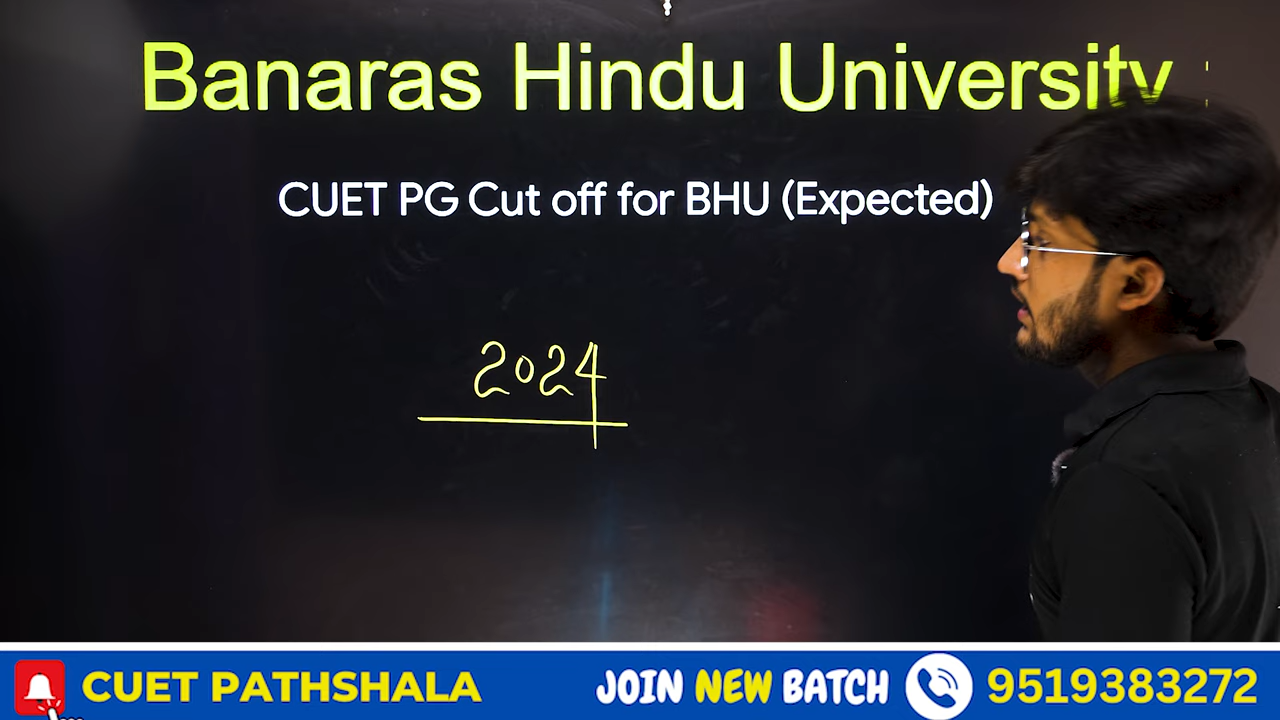 Banaras Hindu University :
CUET PG Cut off for BHU (Expected)
2024
CUET PATHSHALA JOIN NEW BATCH 9519383272